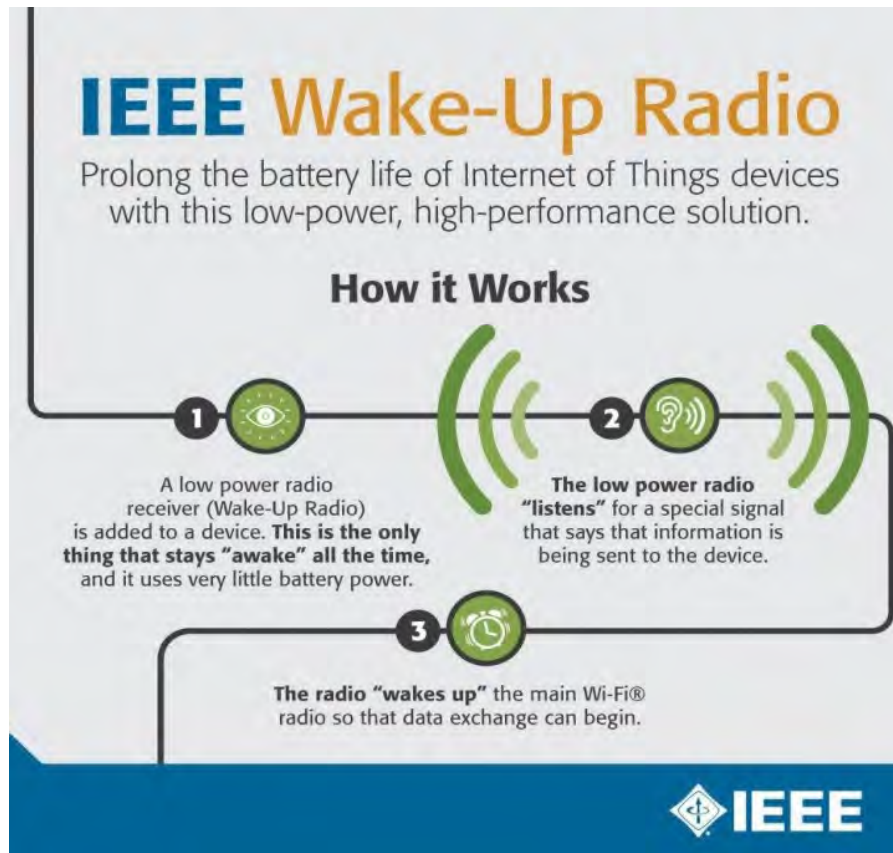 IEEE Wake-Up Radio
Prolong the battery life of Internet of Things devices
with this low-power, high-performance solution.
How it Works
1
A low power radio
receiver (Wake-Up Radio)
is added to a device. This is the only
thing that stays “awake” all the time,
and it uses very little battery power.
2
The low power radio
“listens” for a special signal
that says that information is
being sent to the device.
3
The radio “wakes up” the main Wi-Fi®
radio so that data exchange can begin.
IEEE